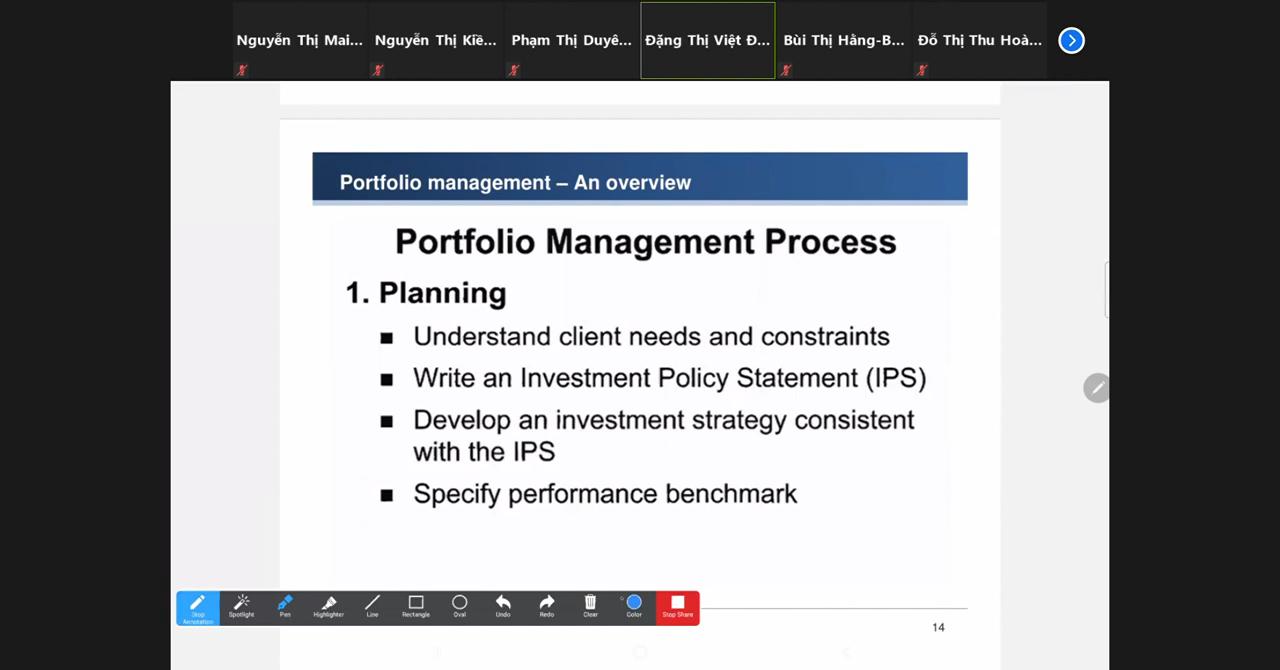 Nguyễn Thị Mai...
Nguyễn Thị Kiề...
Phạm Thị Duyê...
Đặng Thị Việt Đ...
Bùi Thị Hằng-B...
Đỗ Thị Thu Hoà...
Portfolio management – An overview
Portfolio Management Process
1. Planning
■ Understand client needs and constraints
■ Write an Investment Policy Statement (IPS)
■ Develop an investment strategy consistent
with the IPS
■ Specify performance benchmark
Stop Annotation
Spotlight
Pen
Highlighter
Line
Rectangle
Oval
Undo
Redo
Clear
Color
Stop Share
14